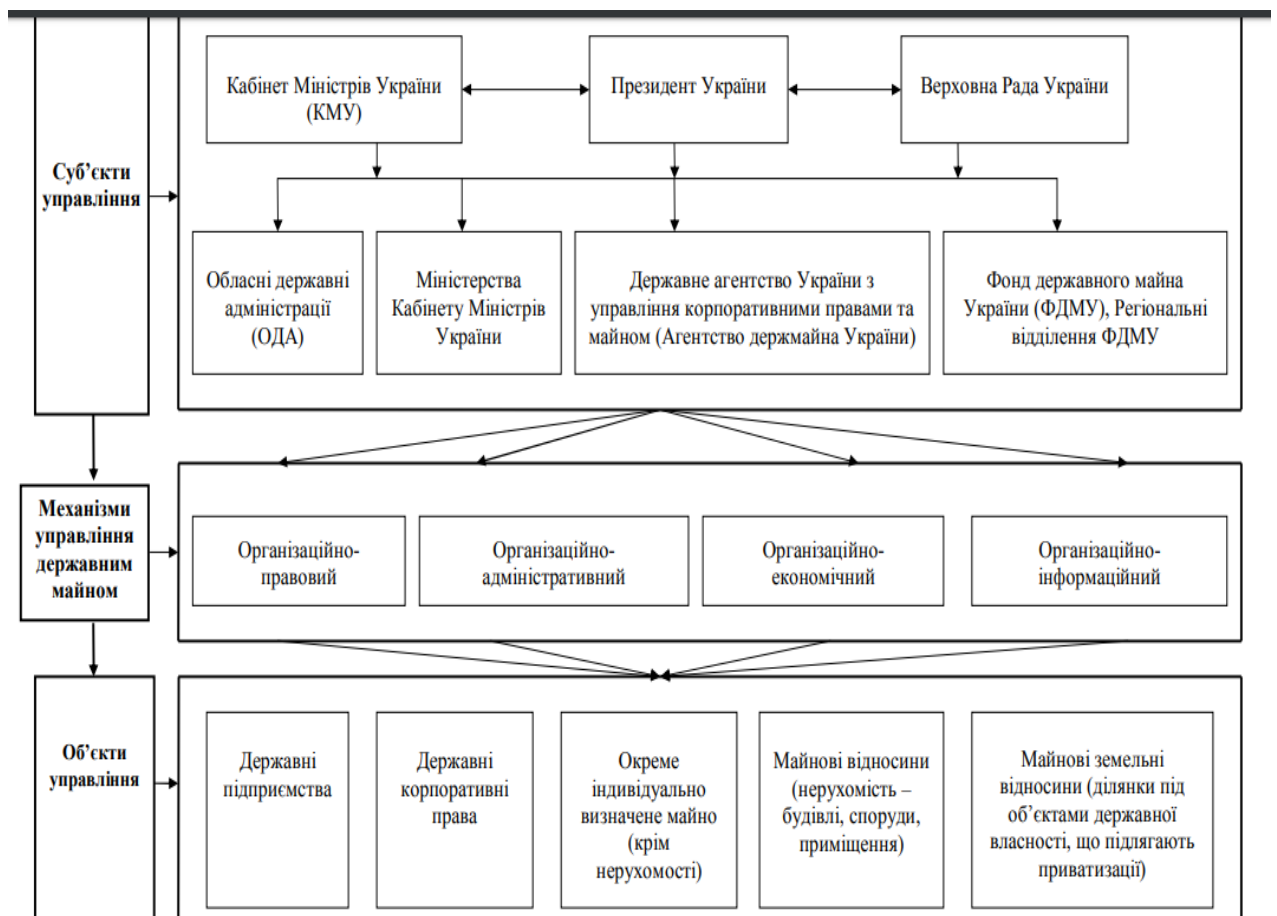 Кабінет Міністрів України
(КМУ)
Президент України
Верховна Рада України
Суб’єкти
управління
Обласні державні
адміністрації
(ОДА)
Міністерства
Кабінету Міністрів
України
Державне агентство України з
управління корпоративними правами та
майном (Агентство держмайна України)
Фонд державного майна
України (ФДМУ), Регіональні
відділення ФДМУ
Механізми
управління
державним
майном
Організаційно-
правовий
Організаційно-
адміністративний
Організаційно-
економічний
Організаційно-
інформаційний
Об’єкти
управління
Державні
підприємства
Державні
корпоративні
права
Окреме
індивідуально
визначене майно
(крім
нерухомості)
Майнові відносини
(нерухомість –
будівлі, споруди,
приміщення)
Майнові земельні
відносини (ділянки під
об’єктами державної
власності, що підлягають
приватизації)